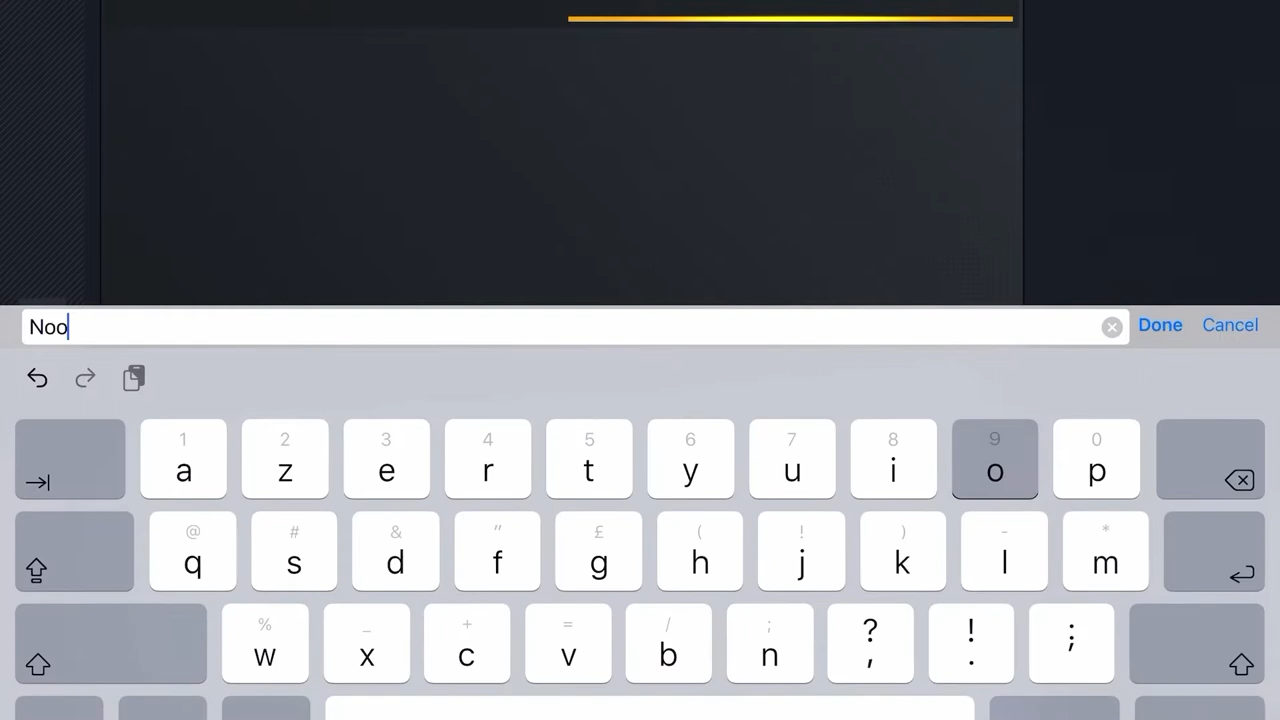 Noo
Done Cancel
1 2 3 4 5 6 7 8 9 0
a z e r t y u i o p
@ # & " £ ( ! ) - *
q s d f g h j k l m
% _ + = / ; ? !
w x c v b n , . ;